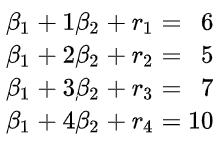 β₁ + 1β₂ + r₁ = 6
β₁ + 2β₂ + r₂ = 5
β₁ + 3β₂ + r₃ = 7
β₁ + 4β₂ + r₄ = 10